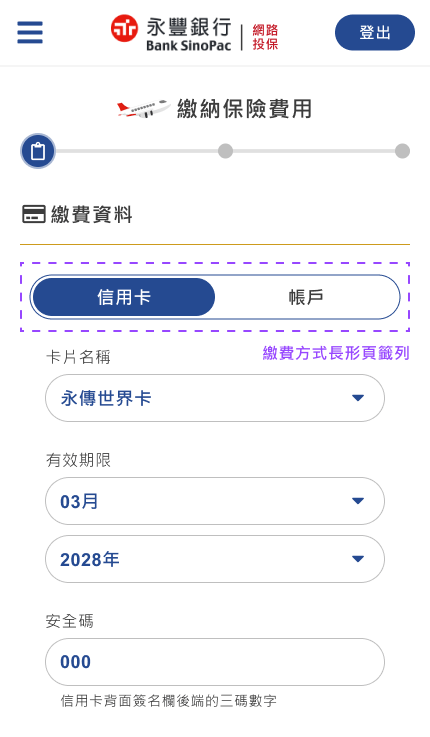 永豐銀行
Bank SinoPac
網路
投保
登出
繳納保險費用
繳費資料
信用卡
帳戶
卡片名稱
繳費方式長形頁籤列
永傳世界卡
有效期限
03月
2028年
安全碼
000
信用卡背面簽名欄後端的三碼數字